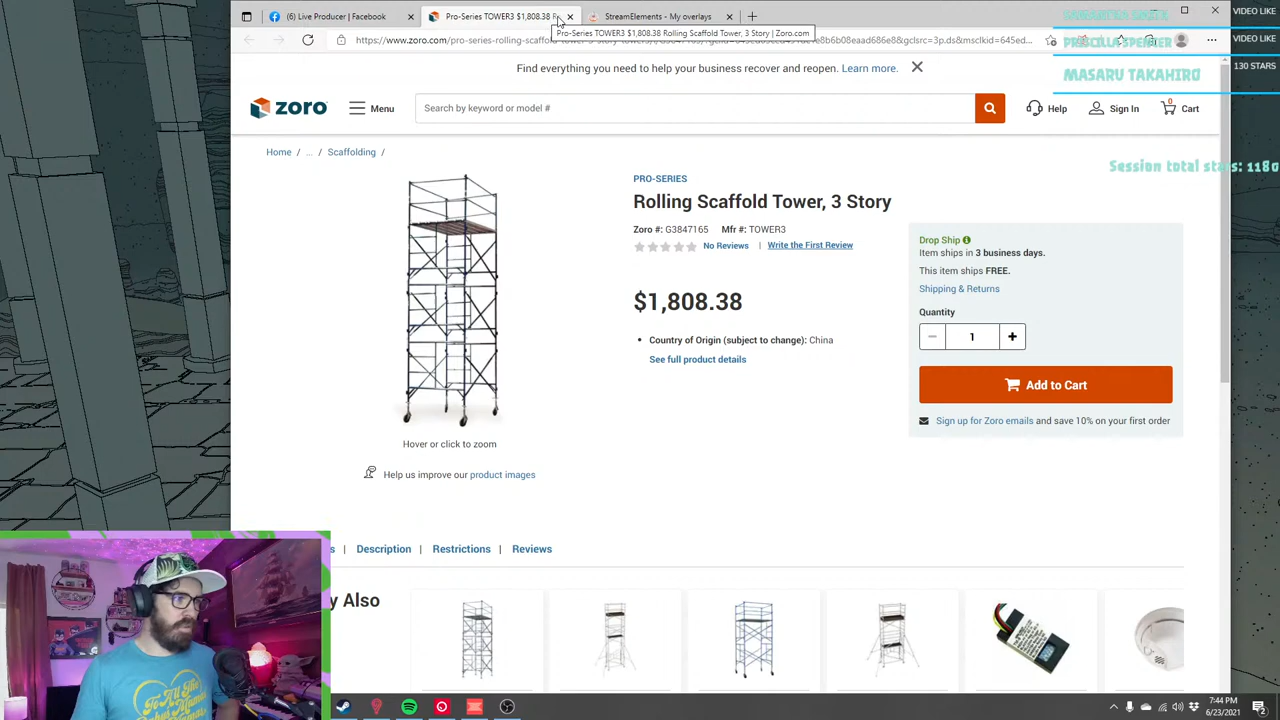 (6) Live Producer | Facebook
Pro-Series TOWER3 $1,808.38 R
StreamElements - My overlays
Pro-Series TOWER3 $1,808.38 Rolling Scaffold Tower, 3 Story | Zoro.com
VIDEO LIKE
PRISCILLA SPENCER
VIDEO LIKE
MASARU TAKAHIRO
130 STARS
Find everything you need to help your business recover and reopen. Learn more.
zoro
Menu
Search by keyword or model #
Help
Sign In
0
Cart
Home / ... / Scaffolding /
Session total stars: 1180
PRO-SERIES
Rolling Scaffold Tower, 3 Story
Zoro #: G3847165 Mfr #: TOWER3
No Reviews | Write the First Review
$1,808.38
Country of Origin (subject to change): China
See full product details
Drop Ship
Item ships in 3 business days.
This item ships FREE.
Shipping & Returns
Quantity
1
Add to Cart
Sign up for Zoro emails and save 10% on your first order
Hover or click to zoom
Help us improve our product images
s | Description | Restrictions | Reviews
y Also
7:44 PM
6/23/2021
2